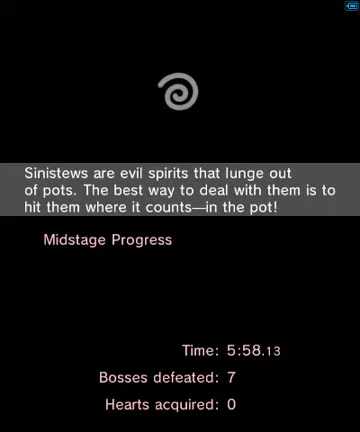 Sinistews are evil spirits that lunge out
of pots. The best way to deal with them is to
hit them where it counts—in the pot!
Midstage Progress
Time: 5:58.13
Bosses defeated: 7
Hearts acquired: 0